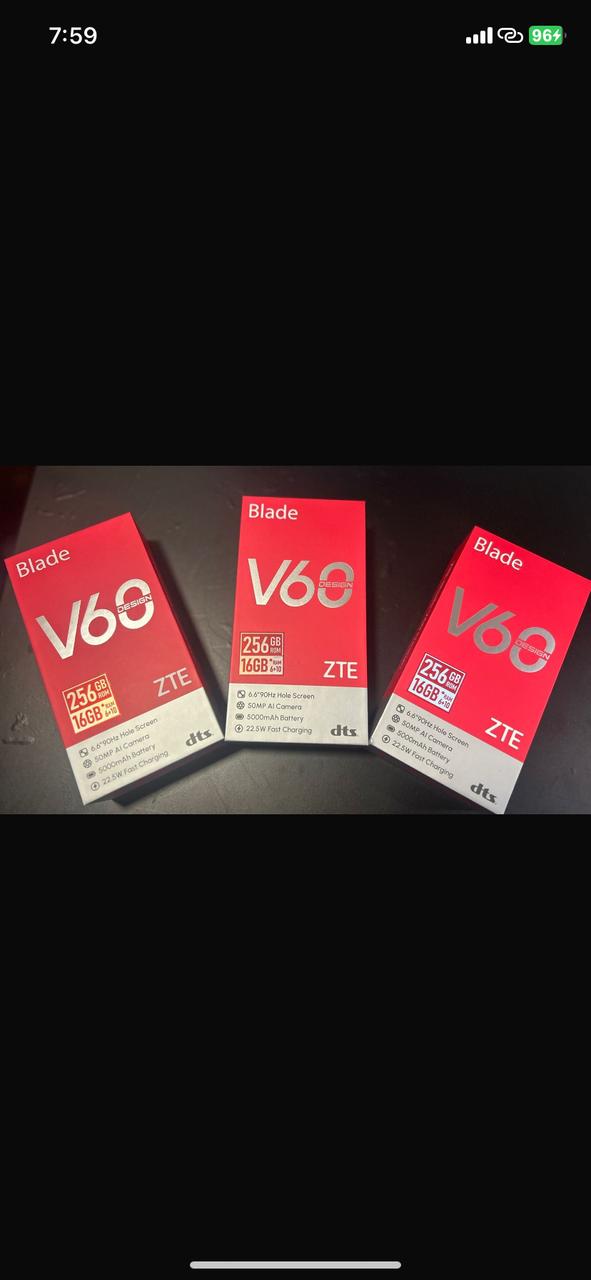 7:59
96
Blade
V60
DESIGN
256 GB
ROM
16GB* RAM
6+10
ZTE
6.6"90Hz Hole Screen
50MP AI Camera
5000mAh Battery
22.5W Fast Charging
dts
Blade
V60
DESIGN
256 GB
ROM
16GB* RAM
6+10
ZTE
6.6"90Hz Hole Screen
50MP AI Camera
5000mAh Battery
22.5W Fast Charging
dts
Blade
V60
DESIGN
256 GB
ROM
16GB* RAM
6+10
ZTE
6.6"90Hz Hole Screen
50MP AI Camera
5000mAh Battery
22.5W Fast Charging
dts